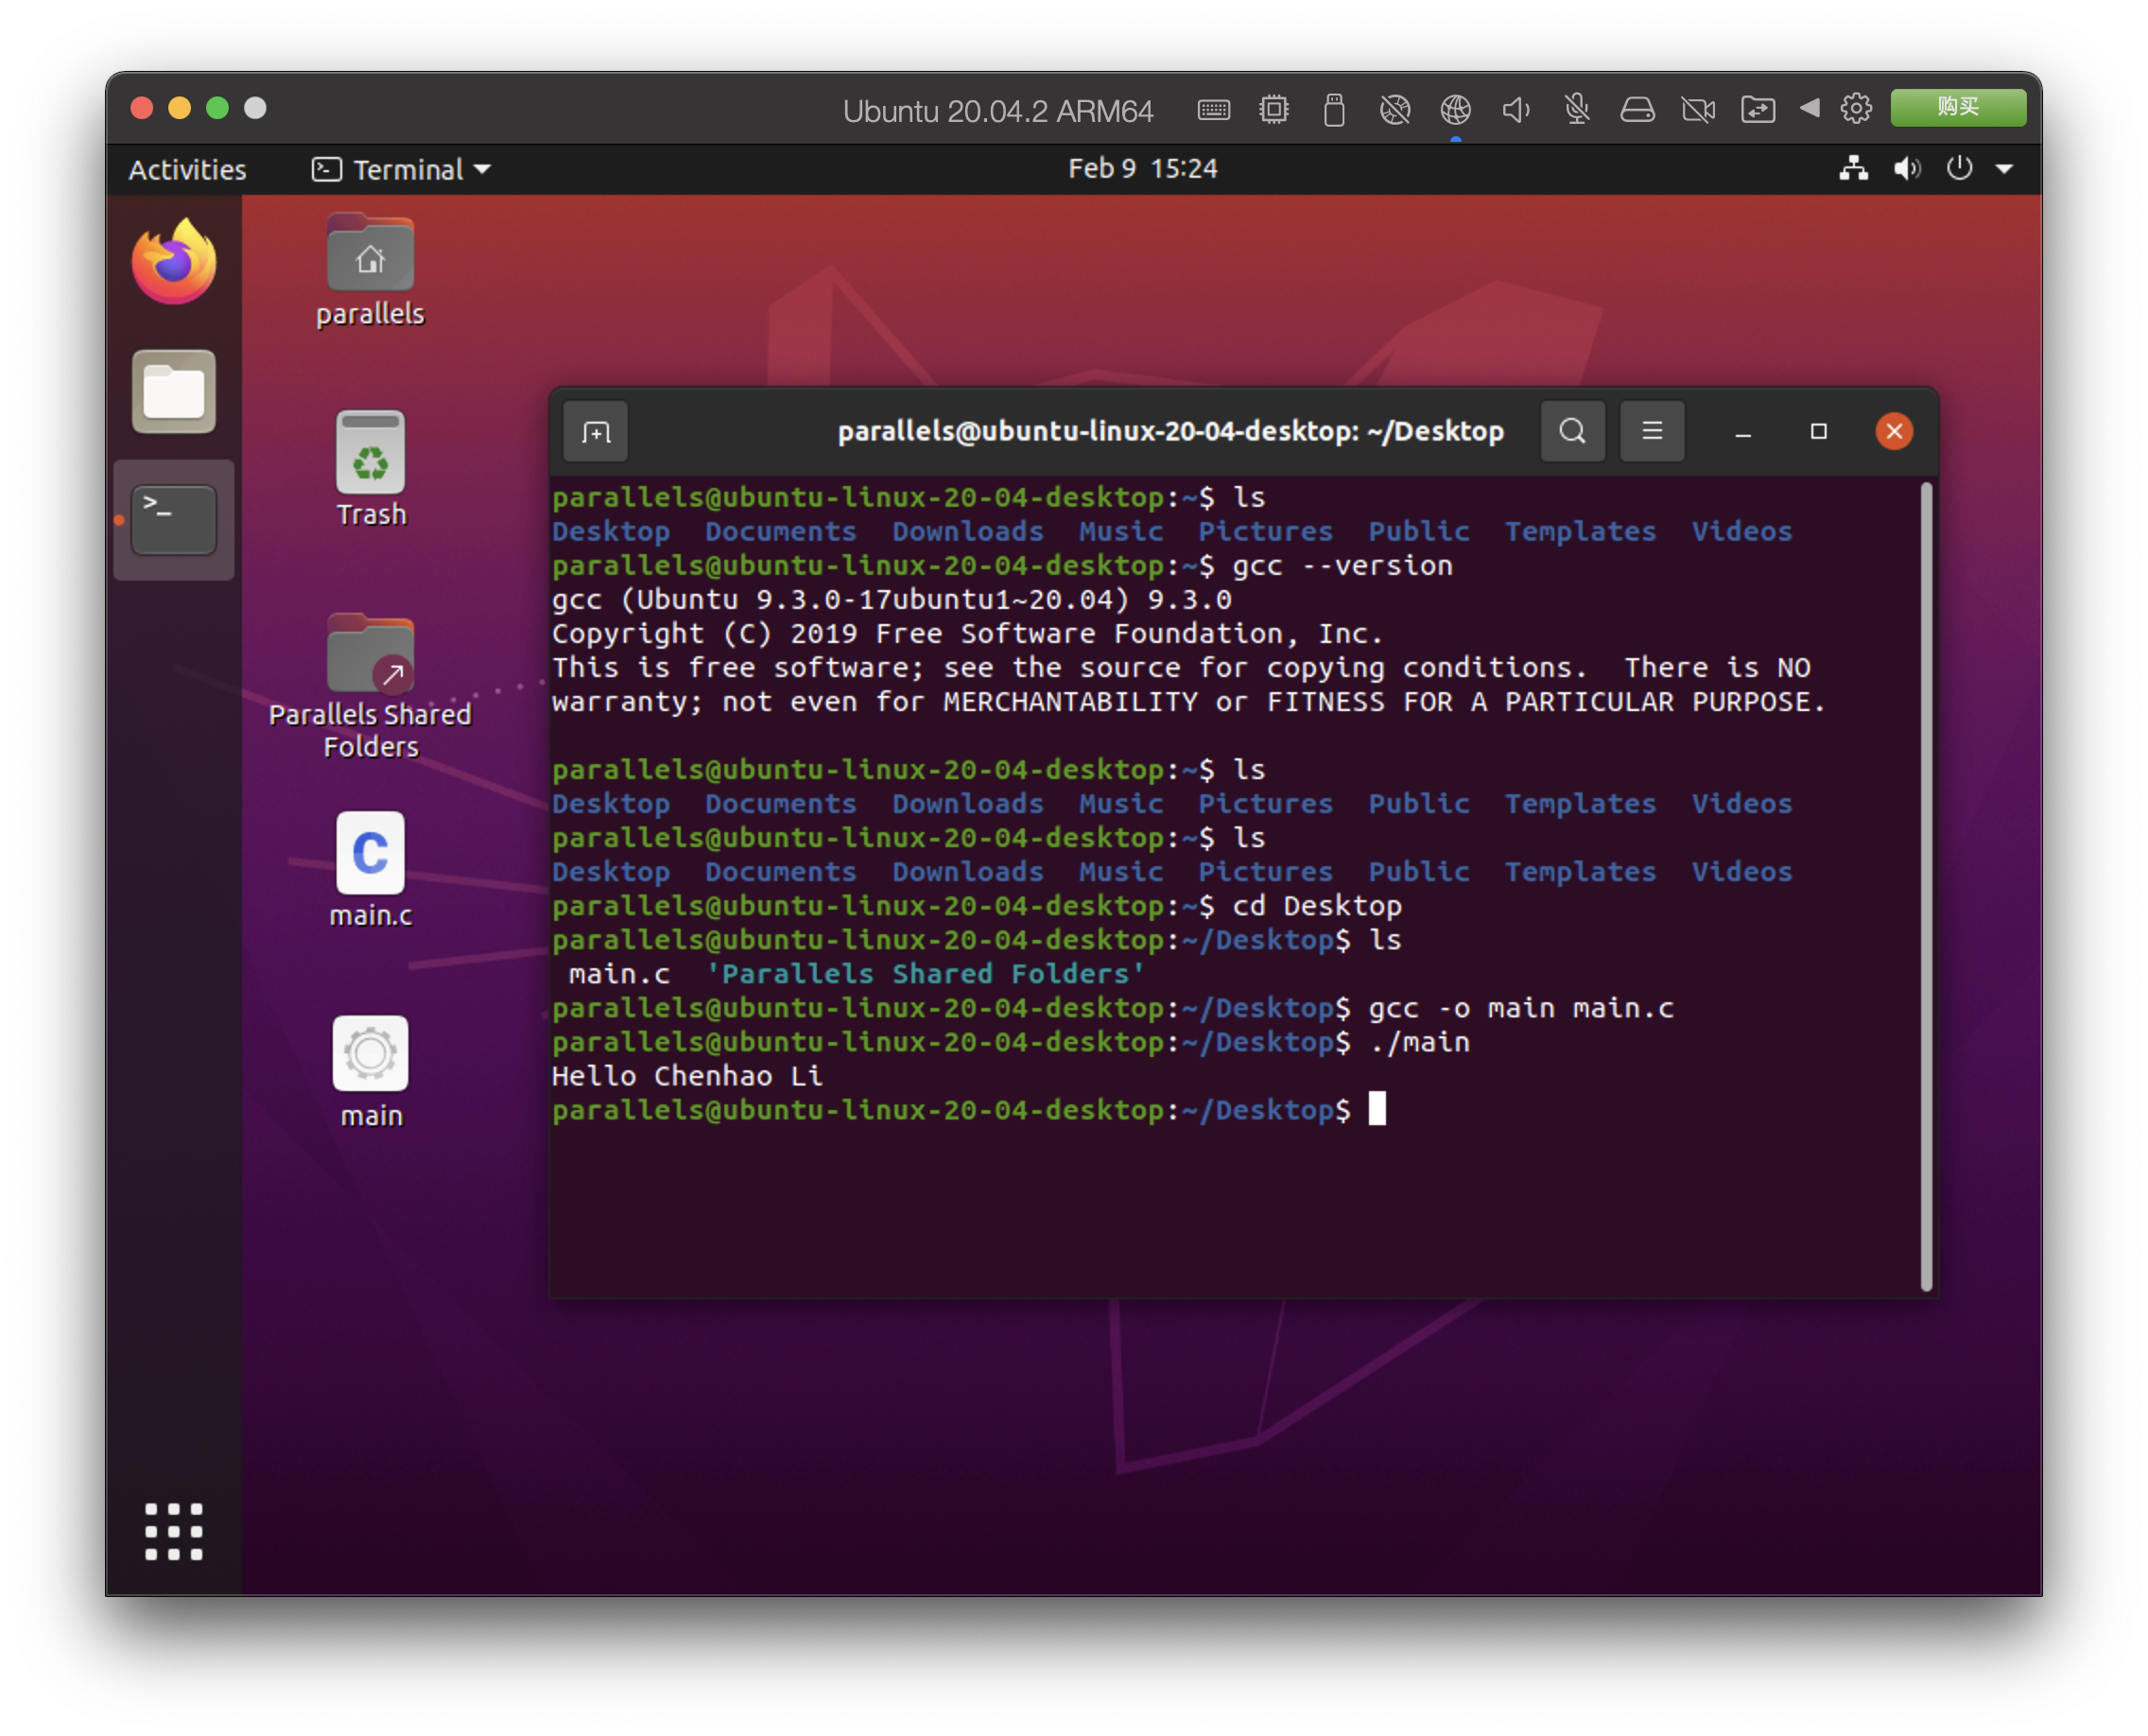 Ubuntu 20.04.2 ARM64
购买
Activities
Terminal
Feb 9 15:24
parallels
Trash
Parallels Shared
Folders
main.c
main
parallels@ubuntu-linux-20-04-desktop: ~/Desktop
parallels@ubuntu-linux-20-04-desktop:~$ ls
Desktop Documents Downloads Music Pictures Public Templates Videos
parallels@ubuntu-linux-20-04-desktop:~$ gcc --version
gcc (Ubuntu 9.3.0-17ubuntu1~20.04) 9.3.0
Copyright (C) 2019 Free Software Foundation, Inc.
This is free software; see the source for copying conditions.  There is NO
warranty; not even for MERCHANTABILITY or FITNESS FOR A PARTICULAR PURPOSE.
parallels@ubuntu-linux-20-04-desktop:~$ ls
Desktop Documents Downloads Music Pictures Public Templates Videos
parallels@ubuntu-linux-20-04-desktop:~$ ls
Desktop Documents Downloads Music Pictures Public Templates Videos
parallels@ubuntu-linux-20-04-desktop:~$ cd Desktop
parallels@ubuntu-linux-20-04-desktop:~/Desktop$ ls
main.c 'Parallels Shared Folders'
parallels@ubuntu-linux-20-04-desktop:~/Desktop$ gcc -o main main.c
parallels@ubuntu-linux-20-04-desktop:~/Desktop$ ./main
Hello Chenhao Li
parallels@ubuntu-linux-20-04-desktop:~/Desktop$